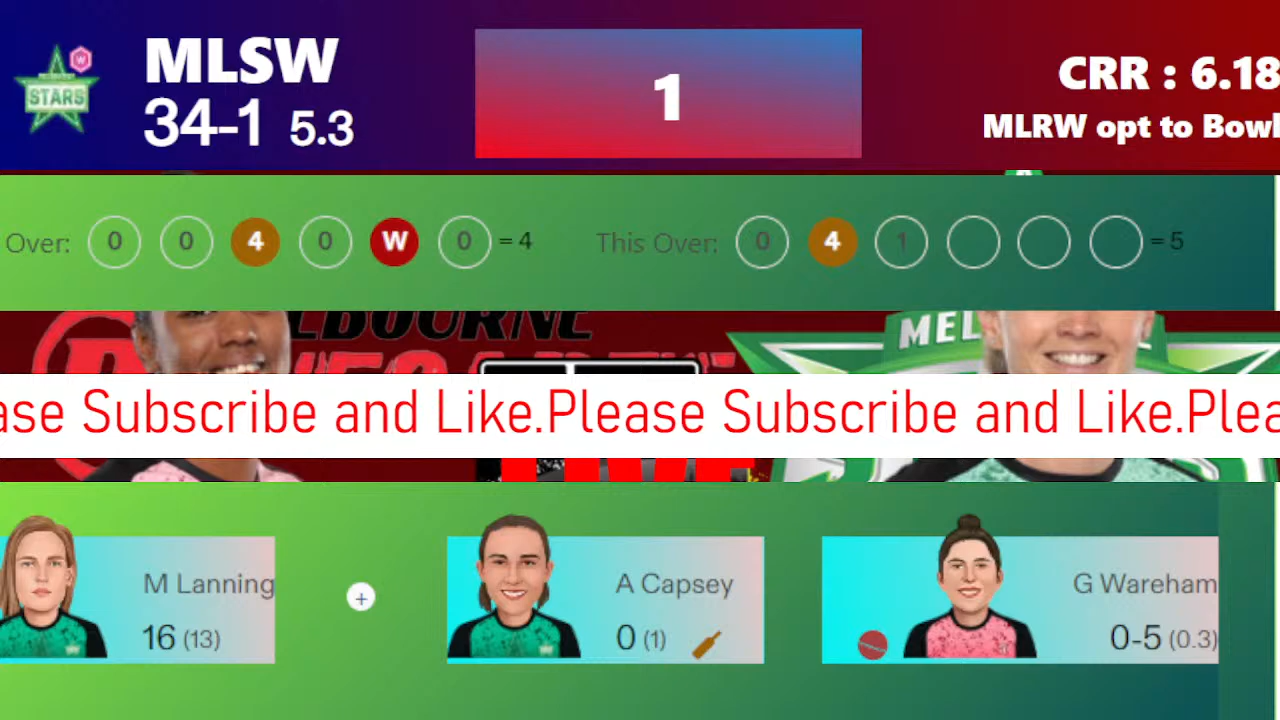 STARS
MLSW
34-1 5.3
1
CRR : 6.18
MLRW opt to Bowl
Over: 0 0 4 0 W 0 = 4
This Over: 0 4 1 = 5
MEL
ase Subscribe and Like.Please Subscribe and Like.Plea
M Lanning
16 (13)
+
A Capsey
0 (1)
G Wareham
0-5 (0.3)